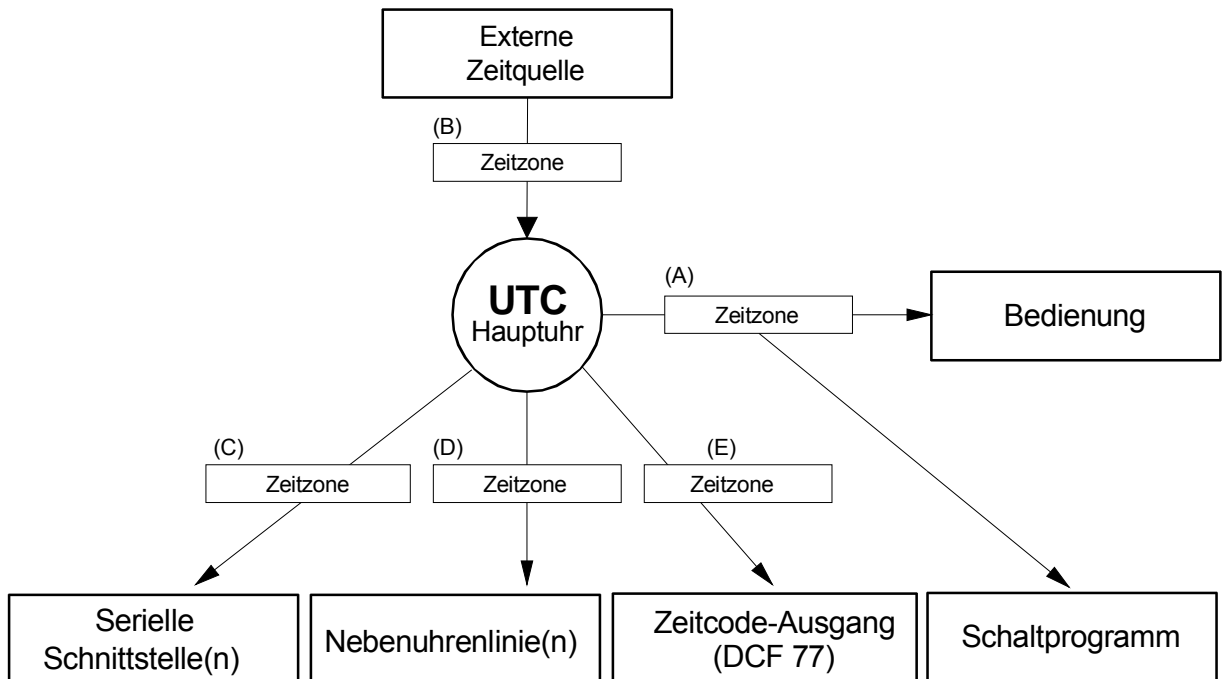 Externe
Zeitquelle
(B)
Zeitzone
(A)
UTC
Hauptuhr
Zeitzone
Bedienung
(C)
Zeitzone
(D)
Zeitzone
(E)
Zeitzone
Serielle
Schnittstelle(n)
Nebenuhrenlinie(n)
Zeitcode-Ausgang
(DCF 77)
Schaltprogramm